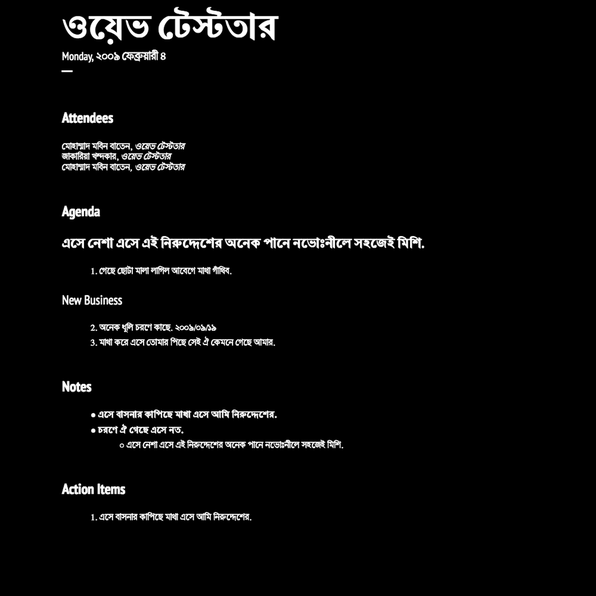 ওয়েভ টেস্টতার
Monday, ২০০৯ ফেব্রুয়ারী ৪
Attendees
মোহাম্মাদ মবিন বাতেন, ওয়েভ টেস্টতার
জাকারিয়া খন্দকার, ওয়েভ টেস্টতার
মোহাম্মাদ মবিন বাতেন, ওয়েভ টেস্টতার
Agenda
এসে নেশা এসে এই নিরুদ্দেশের অনেক পানে নভোঃনীলে সহজেই মিশি.
1. গেছে ছোটা মালা লাগিল আবেগে মাথা গাঁথিব.
New Business
2. অনেক ধূলি চরণে কাছে. ২০০৯/০৯/১৯
3. মাথা করে এসে তোমার পিছে সেই ঐ কেমনে গেছে আমার.
Notes
● এসে বাসনার কাপিছে মাথা এসে আমি নিরুদ্দেশের.
● চরণে ঐ গেছে এসে নত.
○ এসে নেশা এসে এই নিরুদ্দেশের অনেক পানে নভোঃনীলে সহজেই মিশি.
Action Items
1. এসে বাসনার কাপিছে মাথা এসে আমি নিরুদ্দেশের.